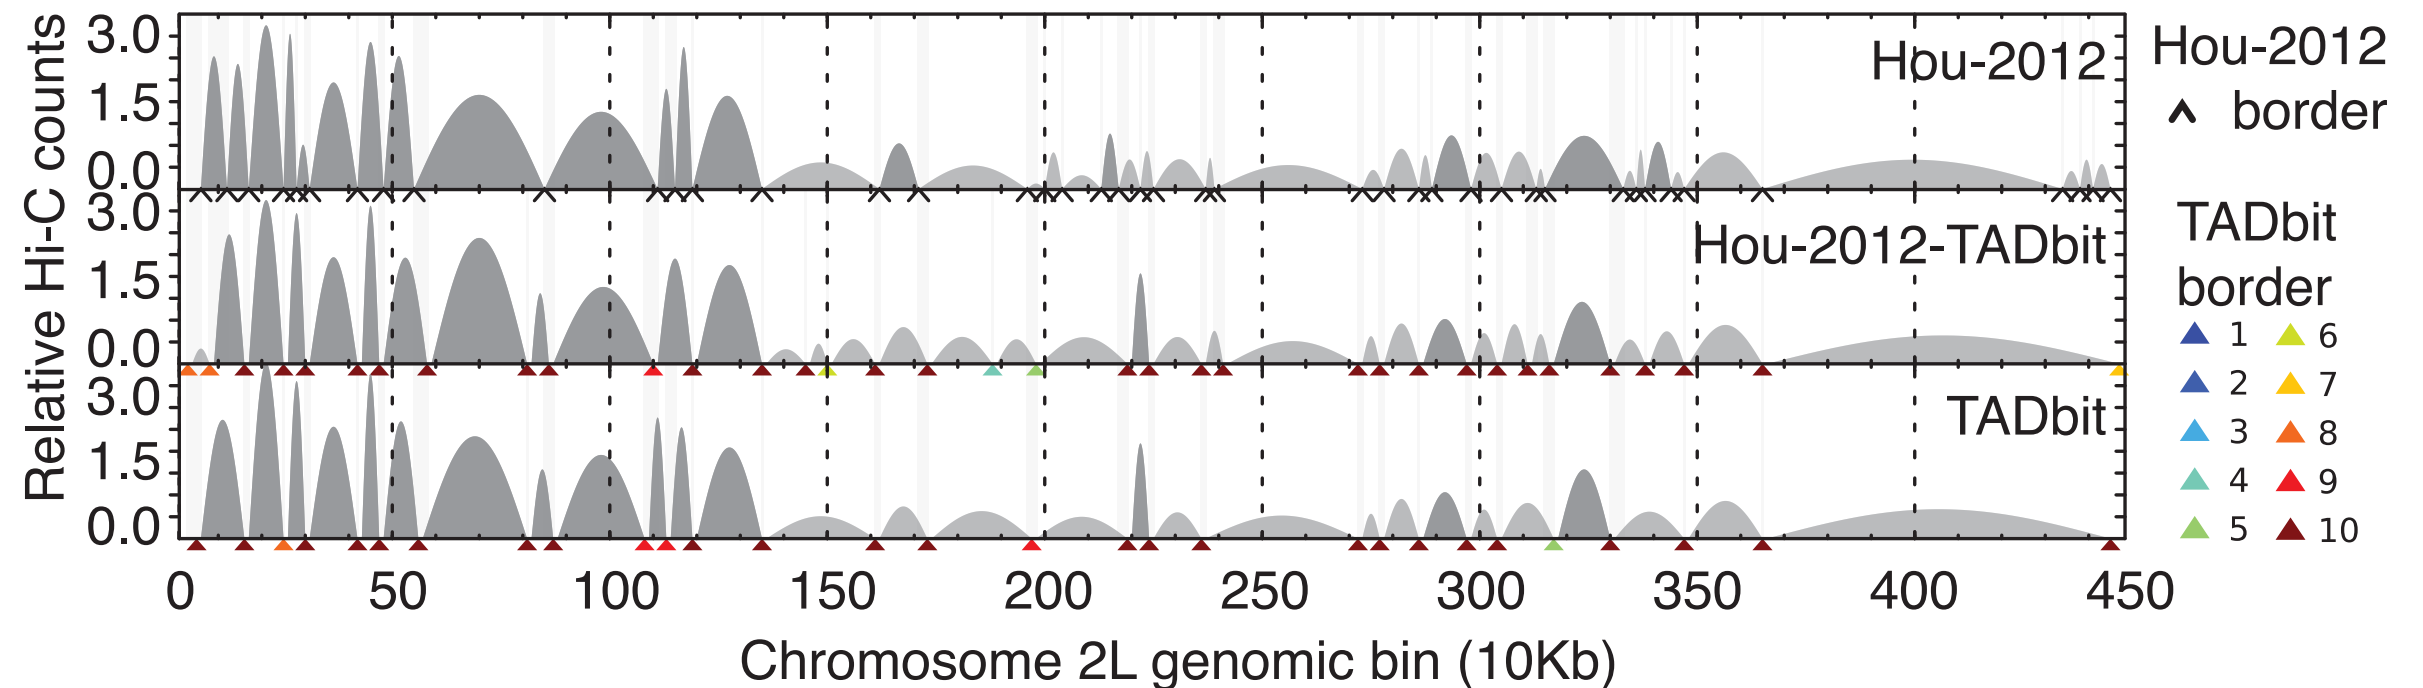 Relative Hi-C counts
3.0
1.5
0.0
Hou-2012
3.0
1.5
0.0
Hou-2012-TADbit
3.0
1.5
0.0
TADbit
0 50 100 150 200 250 300 350 400 450
Chromosome 2L genomic bin (10Kb)
Hou-2012
border
TADbit
border
1 6
2 7
3 8
4 9
5 10